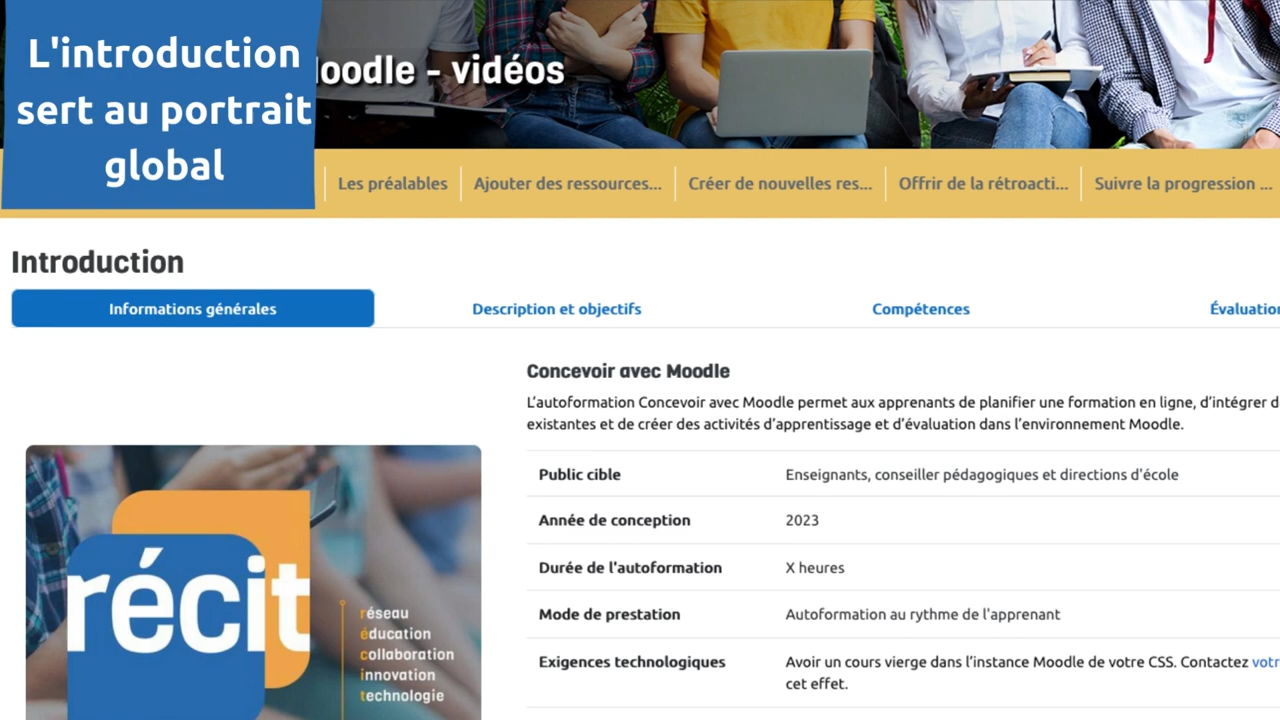 L'introduction
sert au portrait
global
oodle - vidéos
Les préalables
Ajouter des ressources...
Créer de nouvelles res...
Offrir de la rétroacti...
Suivre la progression ...
Introduction
Informations générales
Description et objectifs
Compétences
Évaluation
Concevoir avec Moodle
L'autoformation Concevoir avec Moodle permet aux apprenants de planifier une formation en ligne, d'intégrer d
existantes et de créer des activités d'apprentissage et d'évaluation dans l'environnement Moodle.
Public cible Enseignants, conseiller pédagogiques et directions d'école
Année de conception 2023
Durée de l'autoformation X heures
Mode de prestation Autoformation au rythme de l'apprenant
Exigences technologiques Avoir un cours vierge dans l'instance Moodle de votre CSS. Contactez votr
cet effet.
récit
réseau
éducation
collaboration
innovation
technologie